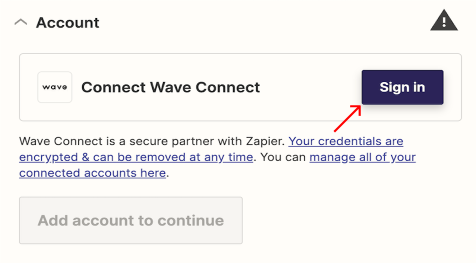 Account
wave Connect Wave Connect Sign in
Wave Connect is a secure partner with Zapier. Your credentials are
encrypted & can be removed at any time. You can manage all of your
connected accounts here.
Add account to continue